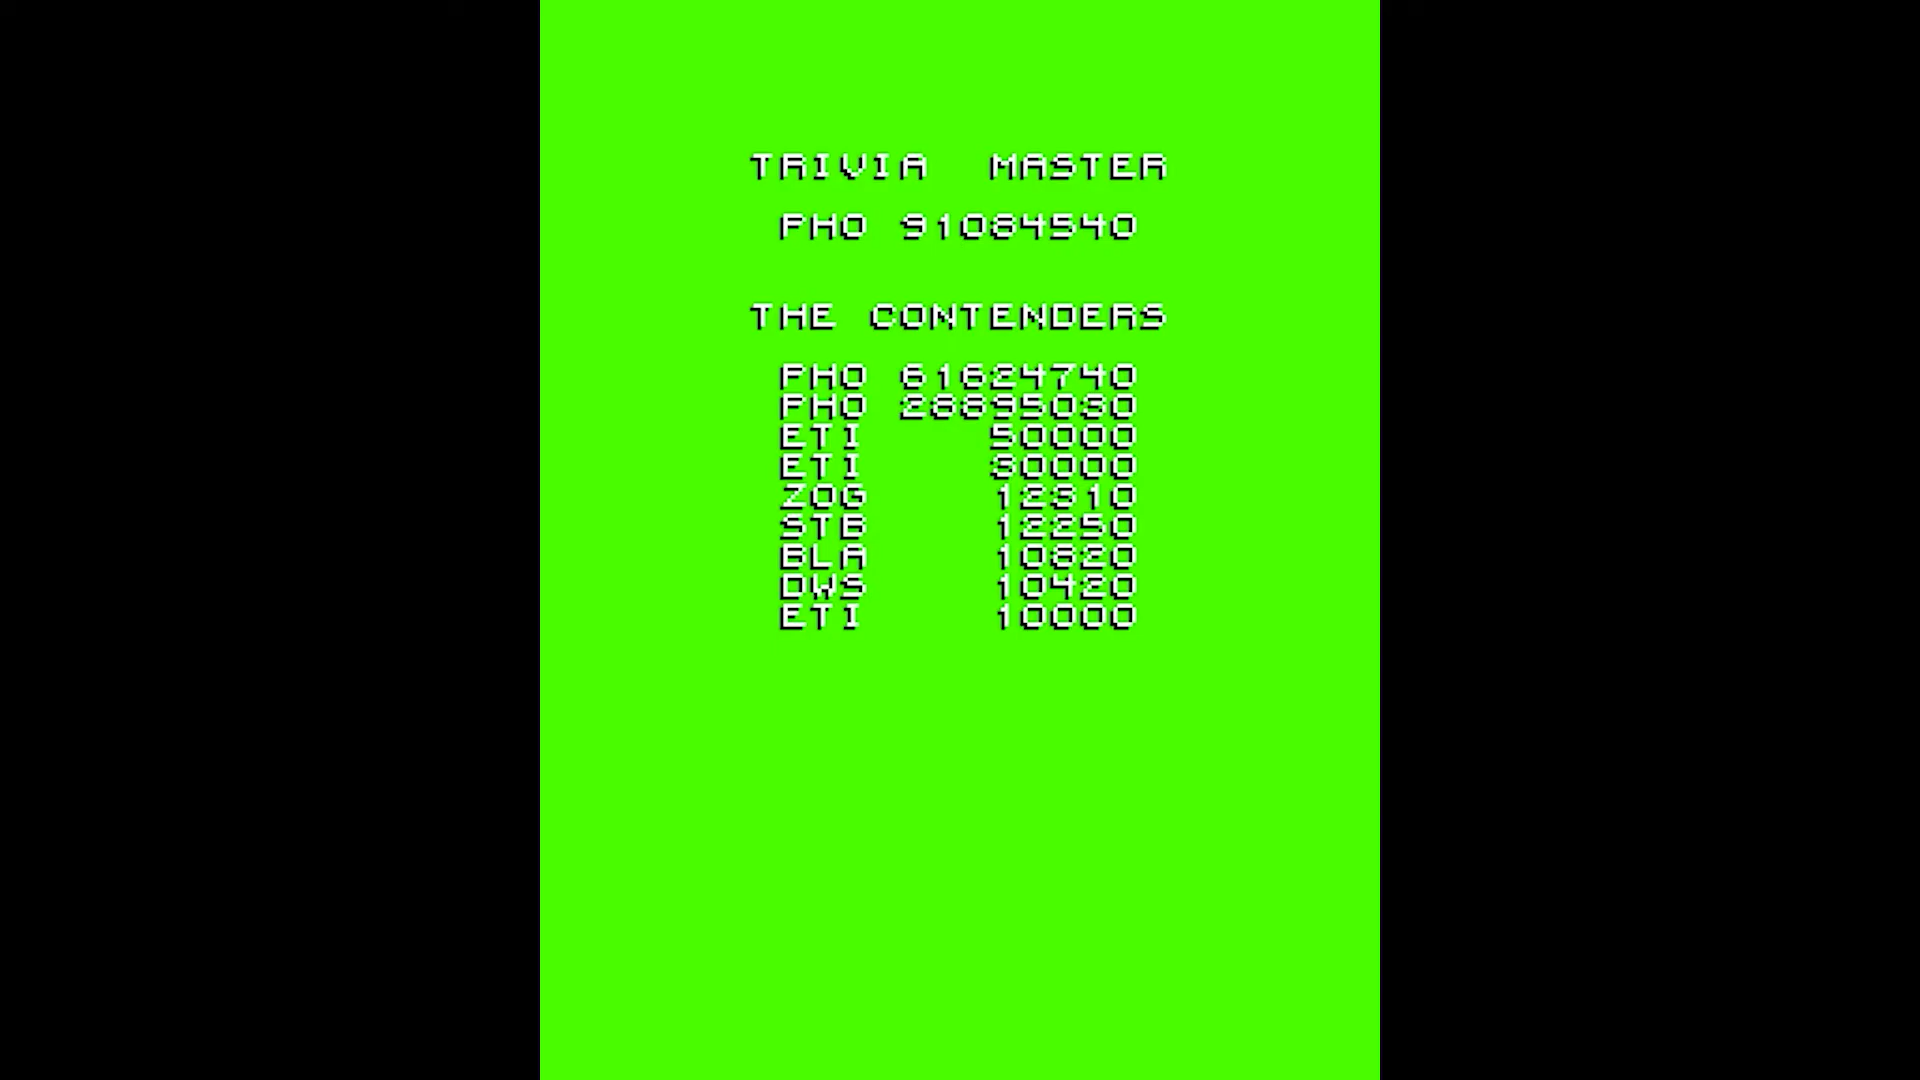 TRIVIA MASTER
PHO 91084540
THE CONTENDERS
PHO 61624740
PHO 26895030
ETI 50000
ETI 30000
ZOG 12310
STB 12250
BLA 10820
DWS 10420
ETI 10000